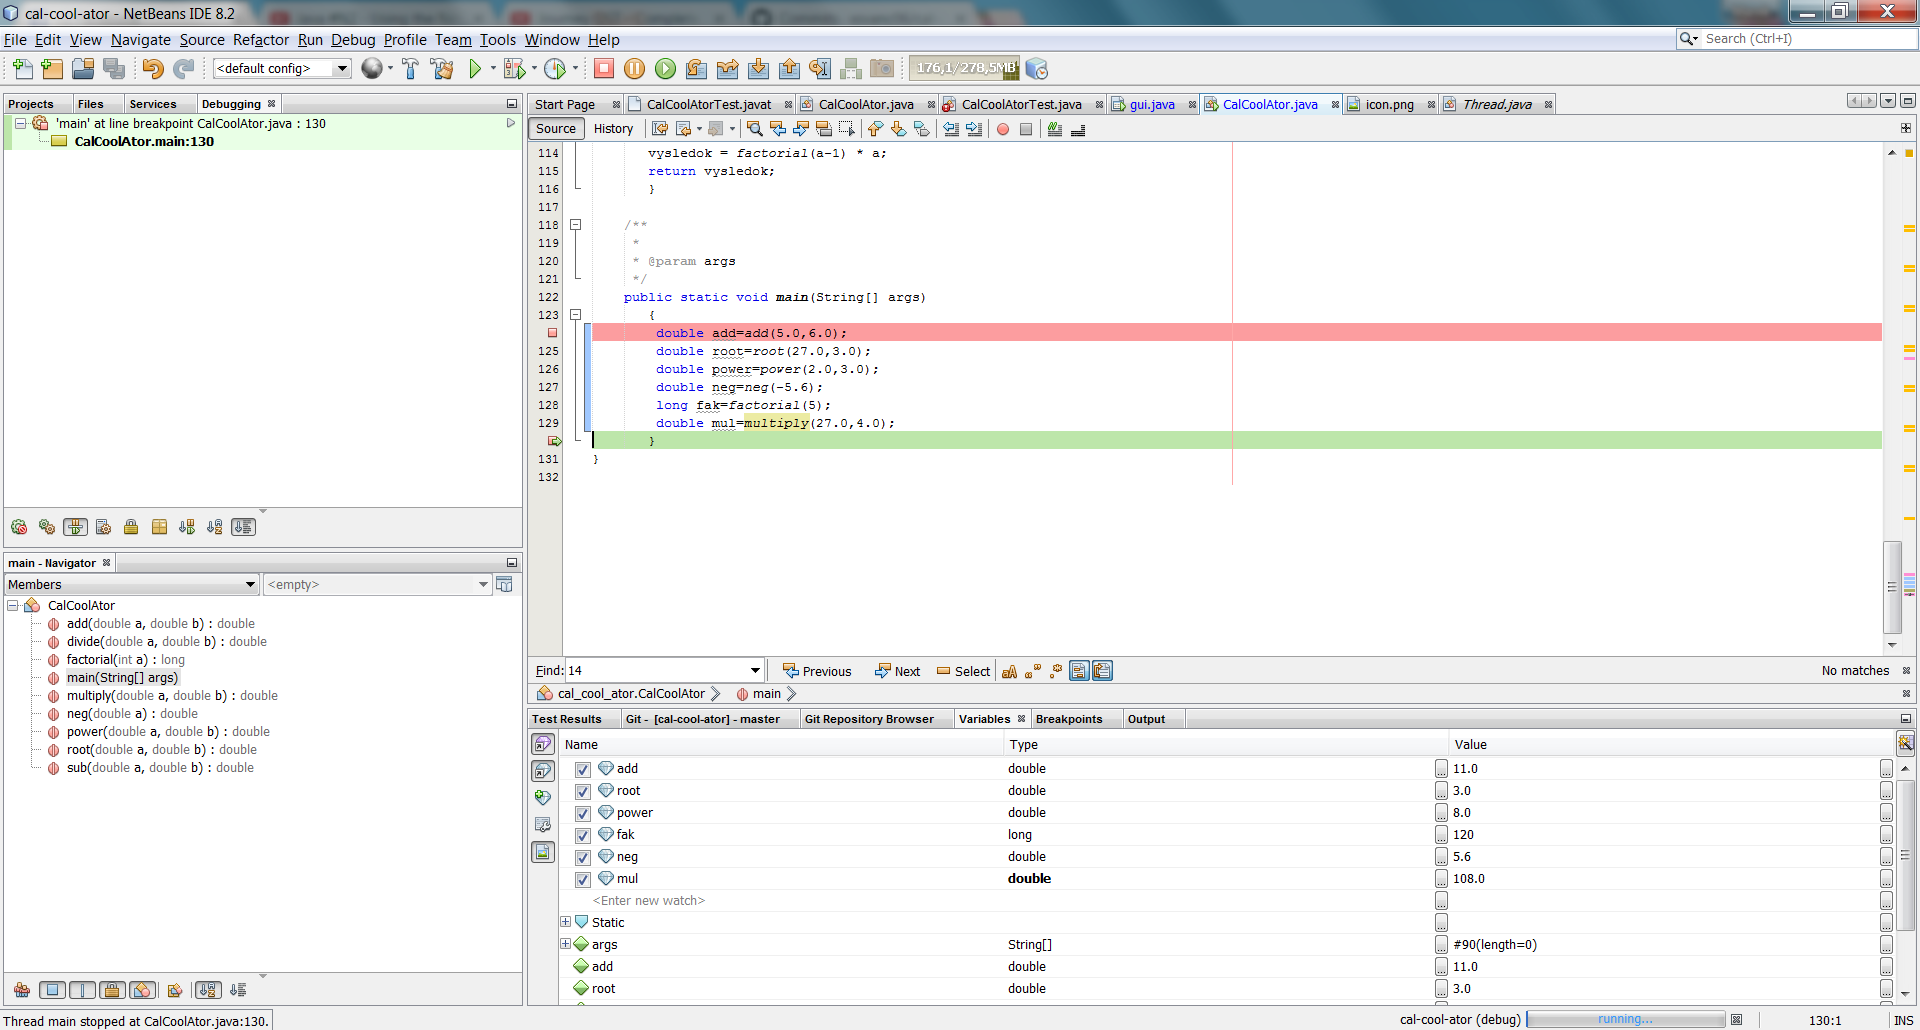 cal-cool-ator - NetBeans IDE 8.2
File Edit View Navigate Source Refactor Run Debug Profile Team Tools Window Help
Search (Ctrl+I)
<default config>
176,1/278,5MB
Projects Files Services Debugging
Start Page CalCoolAtorTest.javat CalCoolAtor.java CalCoolAtorTest.java gui.java CalCoolAtor.java icon.png Thread.java
'main' at line breakpoint CalCoolAtor.java : 130
CalCoolAtor.main:130
Source History
114 vysledok = factorial(a-1) * a;
115 return vysledok;
116 }
117
118 /**
119 *
120 * @param args
121 */
122 public static void main(String[] args)
123 {
double add=add(5.0,6.0);
125 double root=root(27.0,3.0);
126 double power=power(2.0,3.0);
127 double neg=neg(-5.6);
128 long fak=factorial(5);
129 double mul=multiply(27.0,4.0);
}
131 }
132
main - Navigator
Members <empty>
CalCoolAtor
add(double a, double b) : double
divide(double a, double b) : double
factorial(int a) : long
main(String[] args)
multiply(double a, double b) : double
neg(double a) : double
power(double a, double b) : double
root(double a, double b) : double
sub(double a, double b) : double
Find: 14 Previous Next Select No matches
cal_cool_ator.CalCoolAtor main
Test Results Git - [cal-cool-ator] - master Git Repository Browser Variables Breakpoints Output
Name Type Value
add double 11.0
root double 3.0
power double 8.0
fak long 120
neg double 5.6
mul double 108.0
<Enter new watch>
Static
args String[] #90(length=0)
add double 11.0
root double 3.0
Thread main stopped at CalCoolAtor.java:130.
cal-cool-ator (debug) running... 130:1 INS